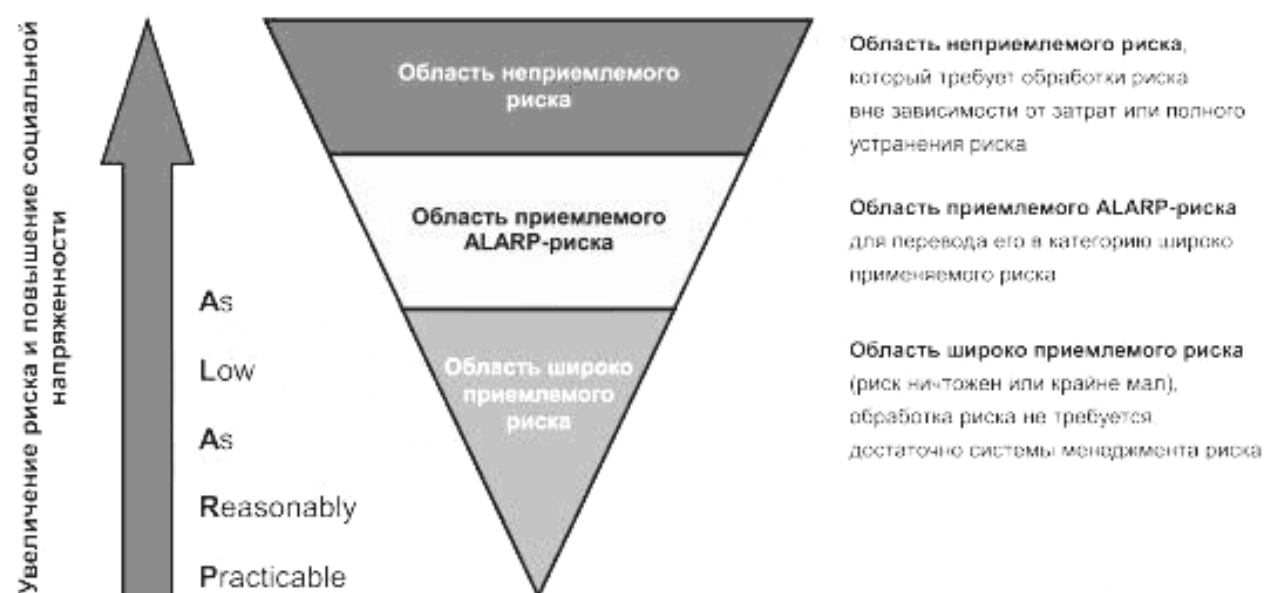 Увеличение риска и повышение социальной
напряженности
As
Low
As
Reasonably
Practicable
Область неприемлемого
риска
Область приемлемого
ALARP-риска
Область широко
приемлемого
риска
Область неприемлемого риска,
который требует обработки риска
вне зависимости от затрат или полного
устранения риска
Область приемлемого ALARP-риска
для перевода его в категорию широко
применяемого риска
Область широко приемлемого риска
(риск ничтожен или крайне мал),
обработка риска не требуется,
достаточно системы менеджмента риска